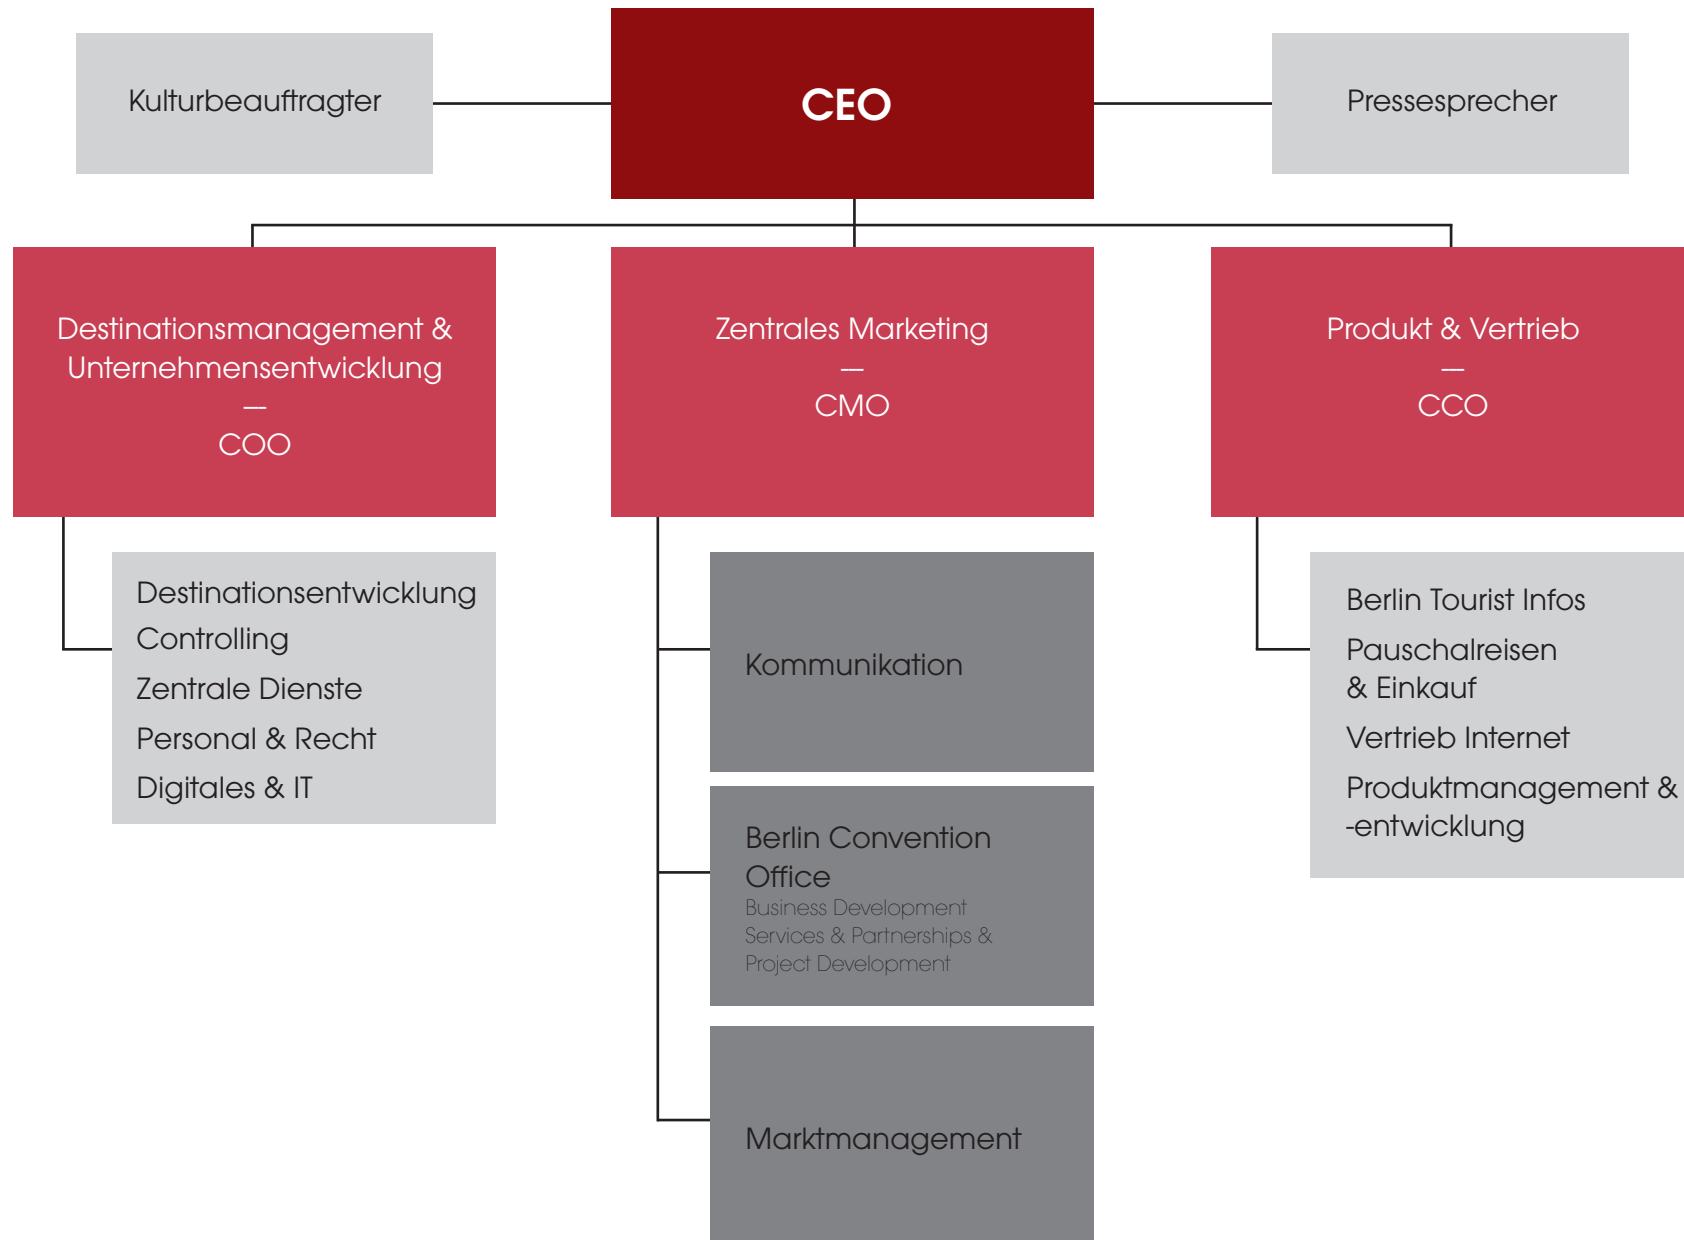 Kulturbeauftragter
CEO
Pressesprecher
Destinationsmanagement &
Unternehmensentwicklung
—
COO
Zentrales Marketing
—
CMO
Produkt & Vertrieb
—
CCO
Destinationsentwicklung
Controlling
Zentrale Dienste
Personal & Recht
Digitales & IT
Kommunikation
Berlin Convention
Office
Business Development
Services & Partnerships &
Project Development
Marktmanagement
Berlin Tourist Infos
Pauschalreisen
& Einkauf
Vertrieb Internet
Produktmanagement &
-entwicklung